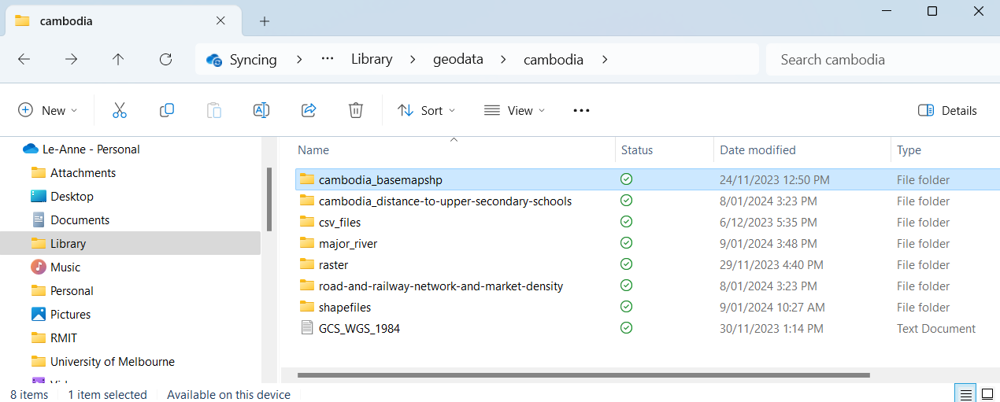 cambodia
Syncing > ... Library > geodata > cambodia > Search cambodia
New Sort View ... Details
Le-Anne - Personal
Attachments
Desktop
Documents
Library
Music
Personal
Pictures
RMIT
University of Melbourne
Name Status Date modified Type
cambodia_basemapshp 24/11/2023 12:50 PM File folder
cambodia_distance-to-upper-secondary-schools 8/01/2024 3:23 PM File folder
csv_files 6/12/2023 5:35 PM File folder
major_river 9/01/2024 3:48 PM File folder
raster 29/11/2023 4:40 PM File folder
road-and-railway-network-and-market-density 8/01/2024 3:23 PM File folder
shapefiles 9/01/2024 10:27 AM File folder
GCS_WGS_1984 30/11/2023 1:14 PM Text Document
8 items 1 item selected Available on this device